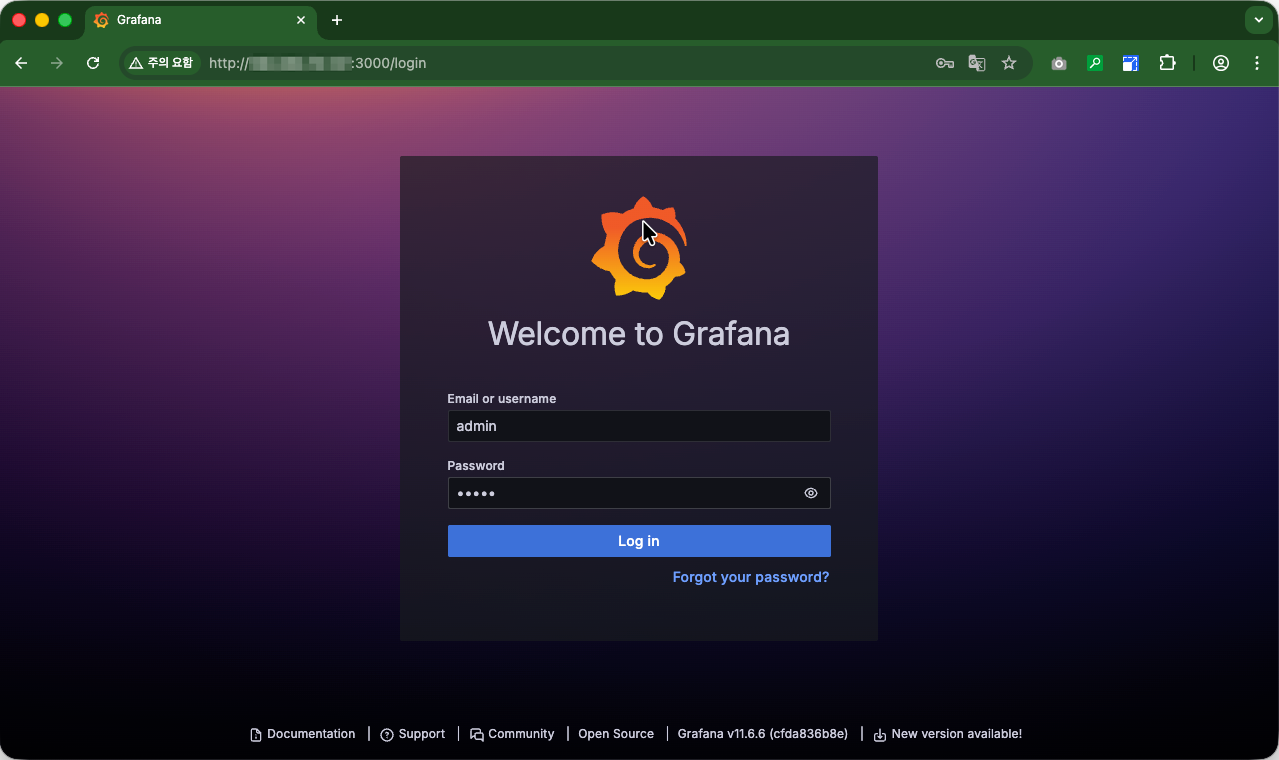 Grafana
주의 요함 http:// :3000/login
Welcome to Grafana
Email or username
admin
Password
•••••
Log in
Forgot your password?
Documentation | Support | Community | Open Source | Grafana v11.6.6 (cfda836b8e) | New version available!